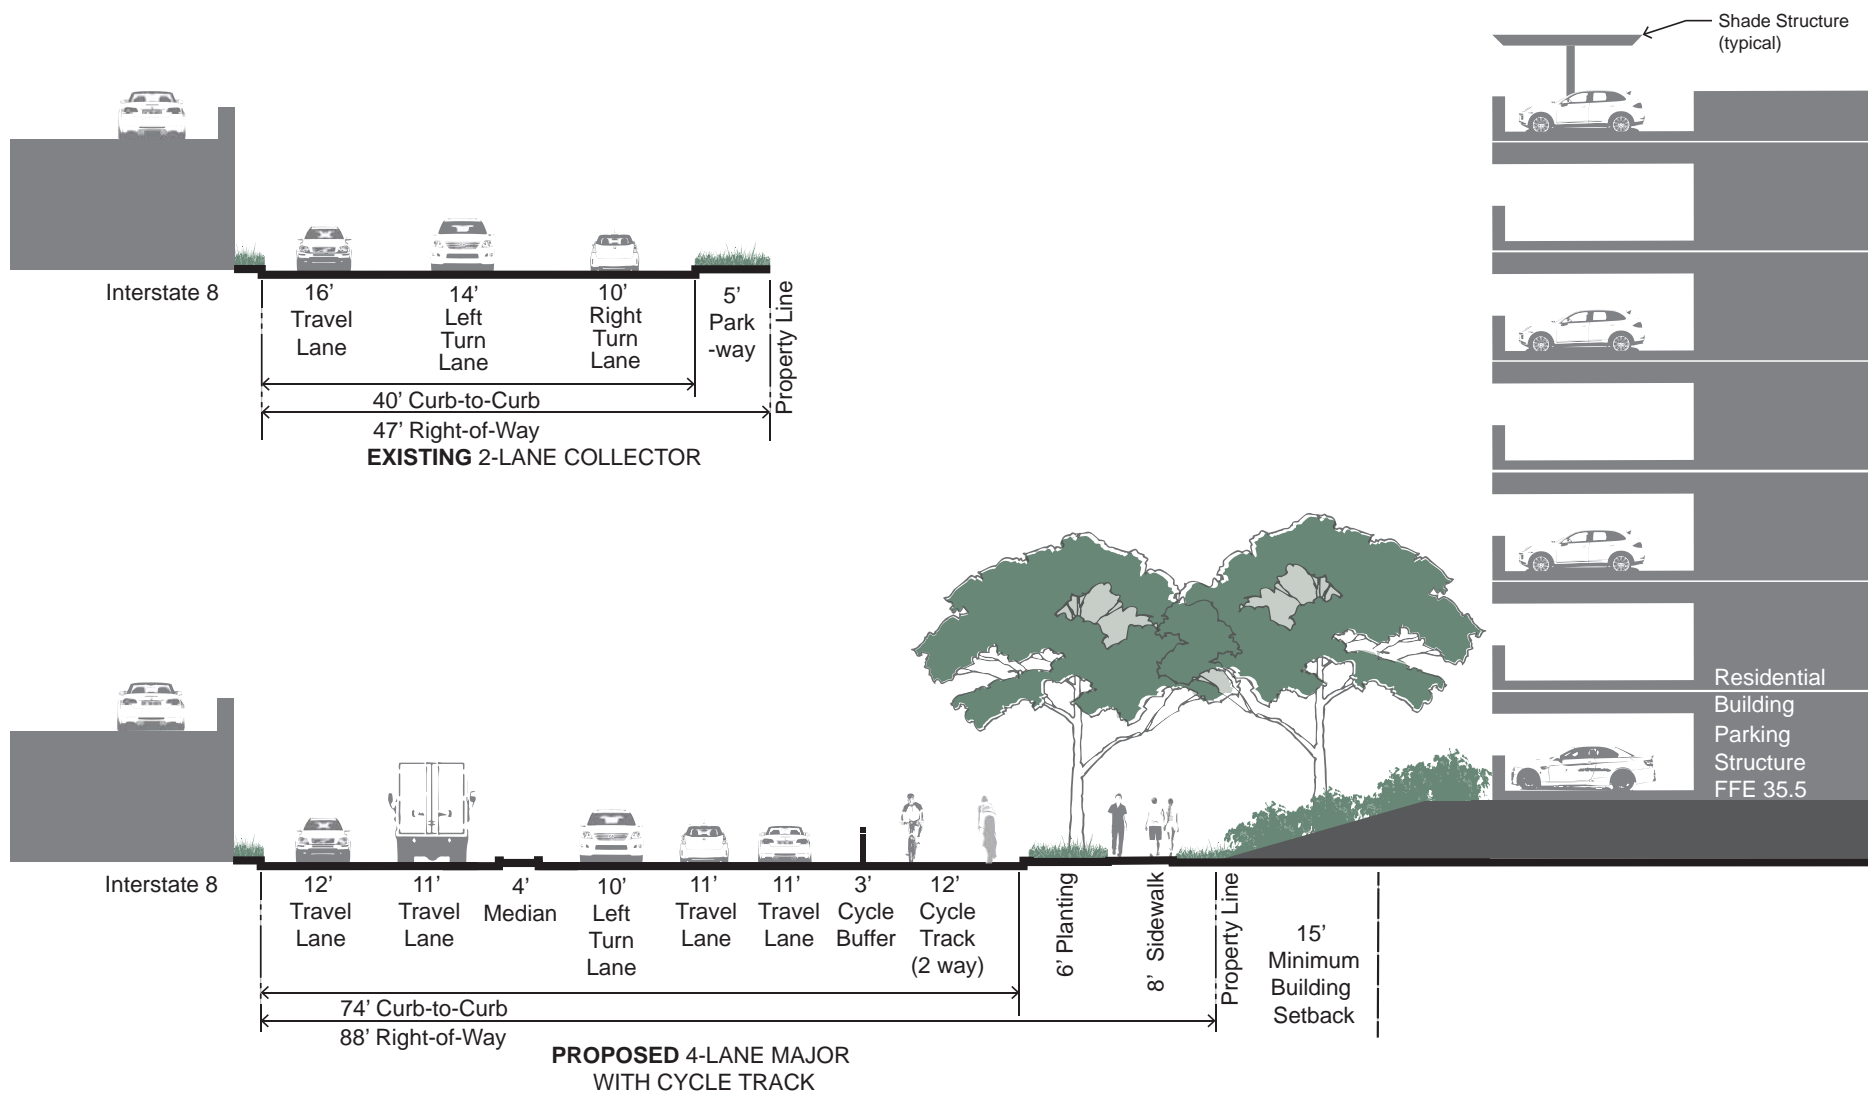 Shade Structure
(typical)
Interstate 8
16’
Travel
Lane
14’
Left
Turn
Lane
10’
Right
Turn
Lane
5’
Park
-way
Property Line
40’ Curb-to-Curb
47’ Right-of-Way
EXISTING 2-LANE COLLECTOR
Residential
Building
Parking
Structure
FFE 35.5
Interstate 8
12’
Travel
Lane
11’
Travel
Lane
4’
Median
10’
Left
Turn
Lane
11’
Travel
Lane
11’
Travel
Lane
3’
Cycle
Buffer
12’
Cycle
Track
(2 way)
6’ Planting
8’ Sidewalk
Property Line
15’
Minimum
Building
Setback
74’ Curb-to-Curb
88’ Right-of-Way
PROPOSED 4-LANE MAJOR
WITH CYCLE TRACK